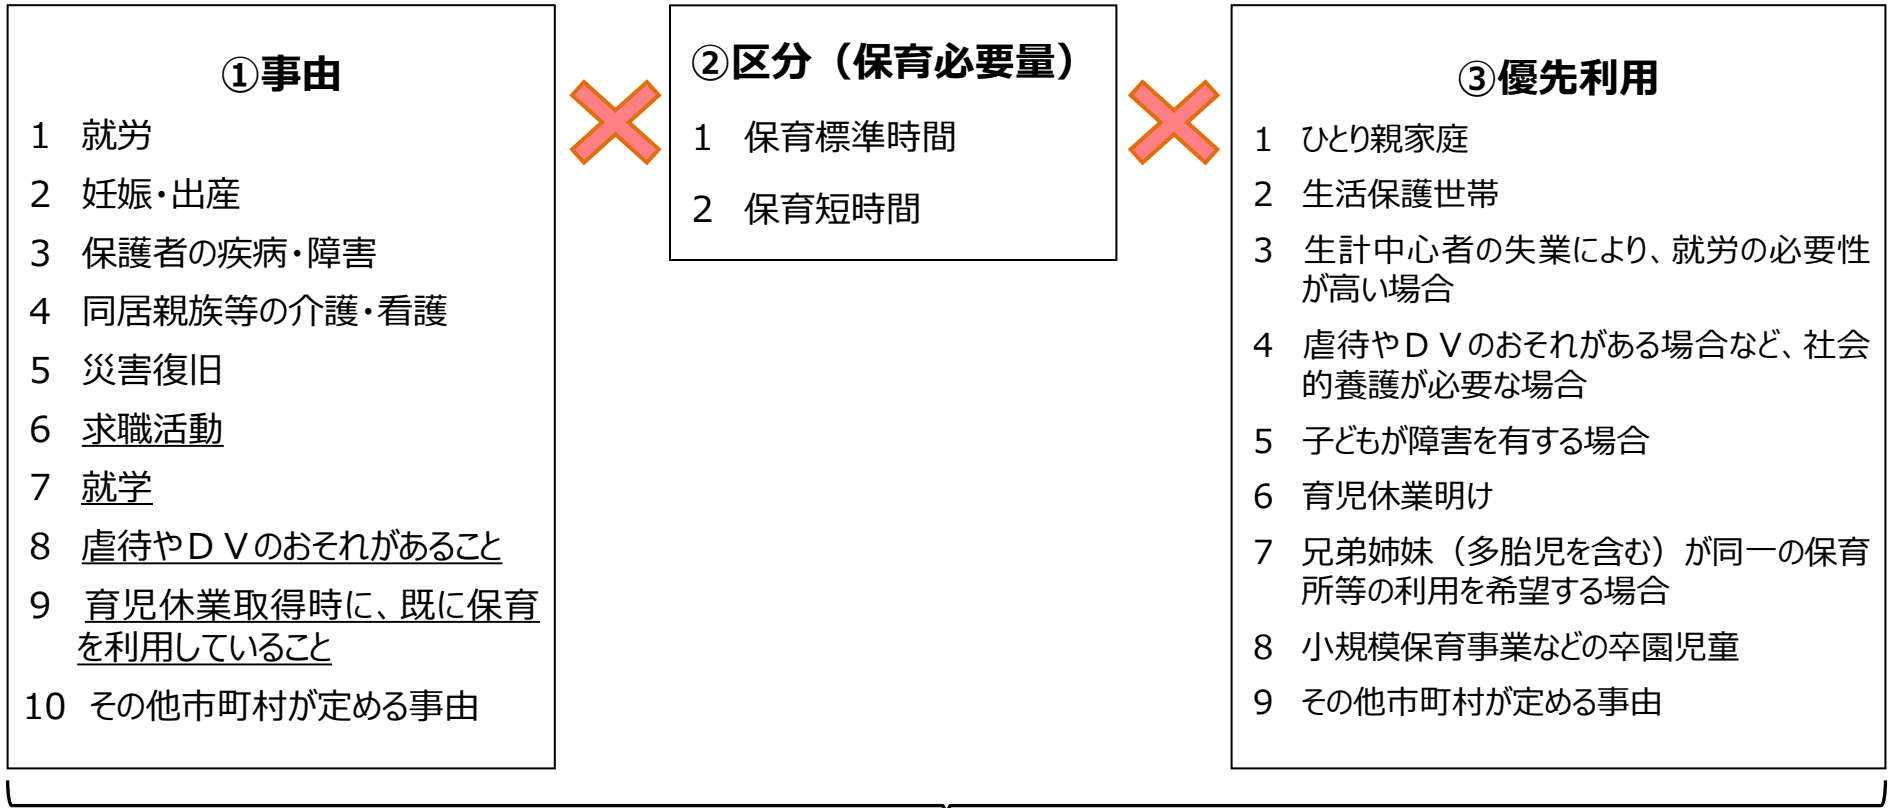 ①事由
1 就労
2 妊娠・出産
3 保護者の疾病・障害
4 同居親族等の介護・看護
5 災害復旧
6 求職活動
7 就学
8 虐待やＤＶのおそれがあること
9 育児休業取得時に、既に保育
を利用していること
10 その他市町村が定める事由
②区分（保育必要量）
1 保育標準時間
2 保育短時間
③優先利用
1 ひとり親家庭
2 生活保護世帯
3 生計中心者の失業により、就労の必要性
が高い場合
4 虐待やＤＶのおそれがある場合など、社会
的養護が必要な場合
5 子どもが障害を有する場合
6 育児休業明け
7 兄弟姉妹（多胎児を含む）が同一の保育
所等の利用を希望する場合
8 小規模保育事業などの卒園児童
9 その他市町村が定める事由